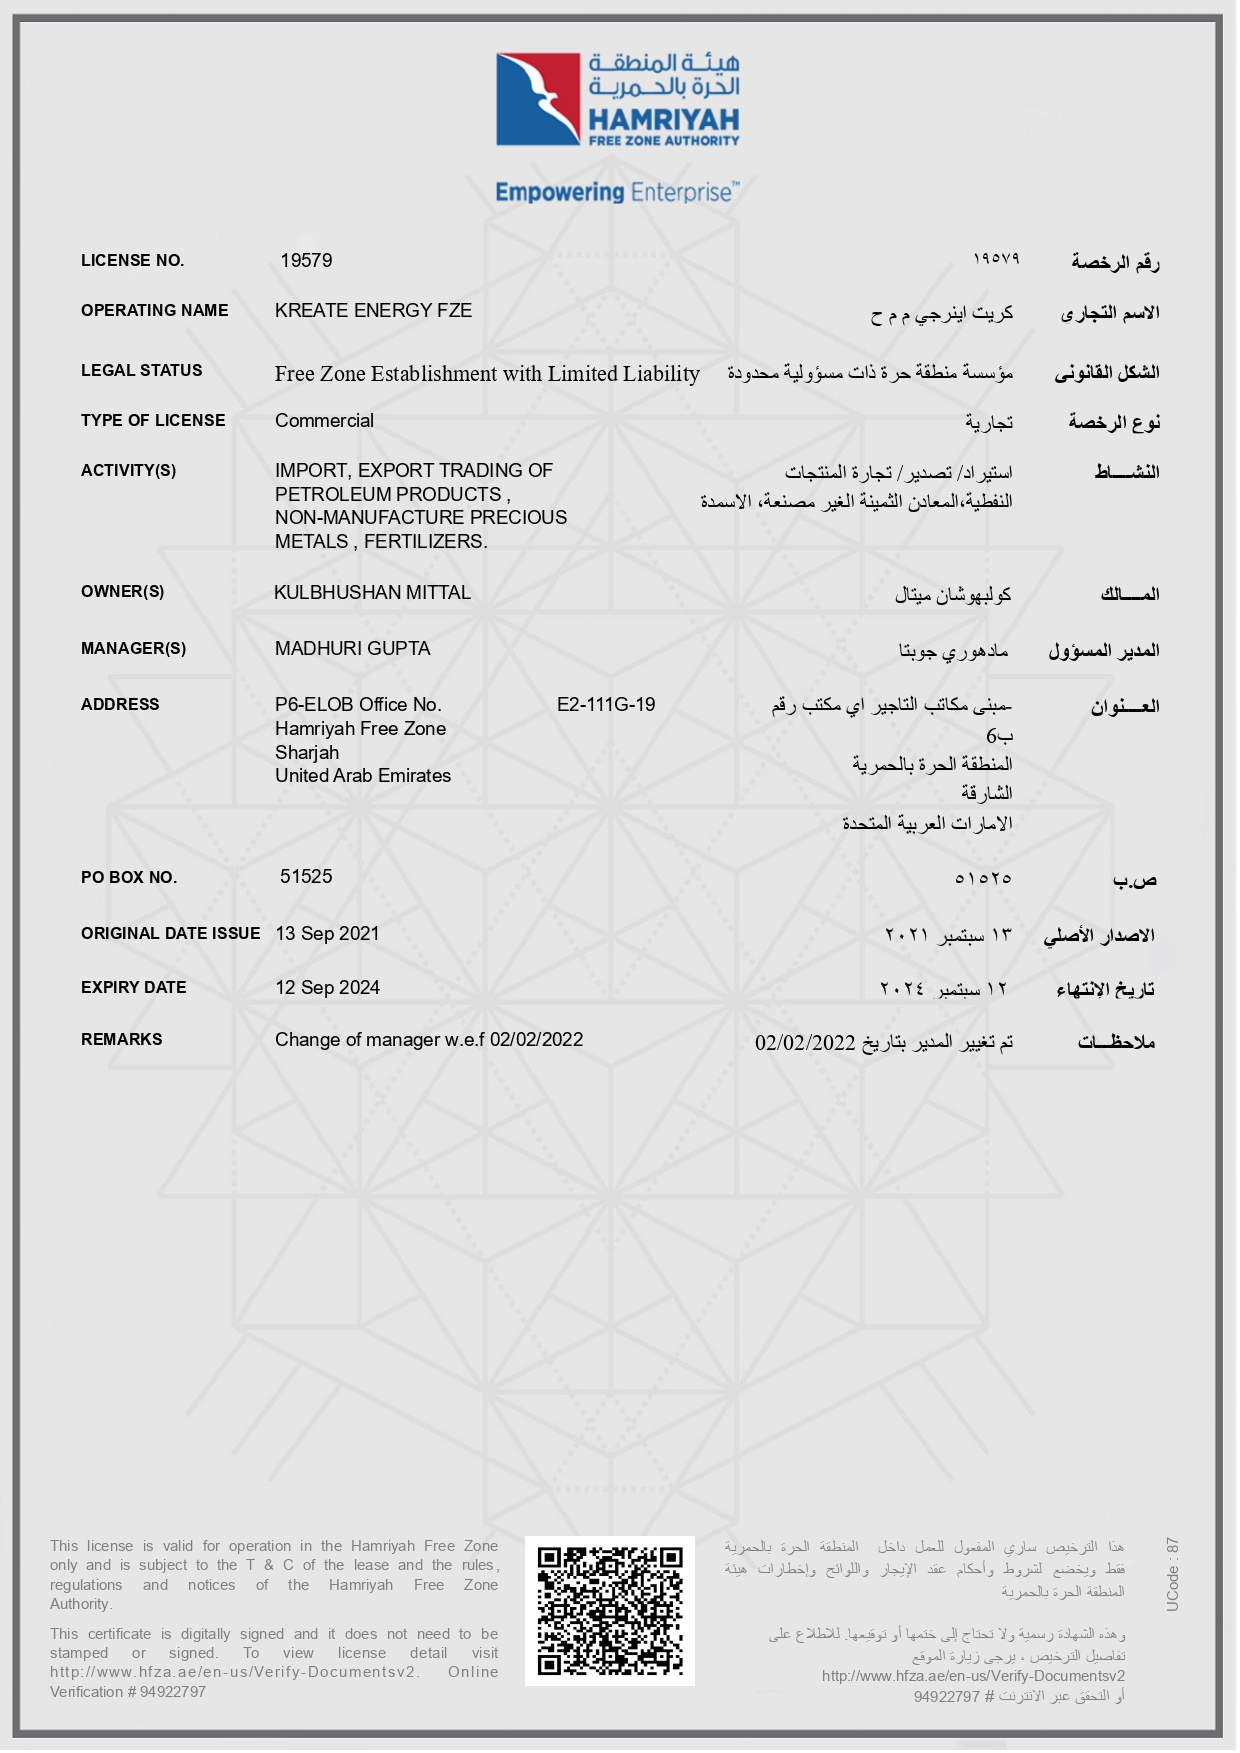 هيئة المنطقة
الحرة بالحمرية
HAMRIYAH
FREE ZONE AUTHORITY
Empowering Enterprise™
LICENSE NO. 19579 ١٩٥٧٩ رقم الرخصة
OPERATING NAME KREATE ENERGY FZE كريت اينرجي م م ح الاسم التجارى
LEGAL STATUS Free Zone Establishment with Limited Liability مؤسسة منطقة حرة ذات مسؤولية محدودة الشكل القانونى
TYPE OF LICENSE Commercial تجارية نوع الرخصة
ACTIVITY(S) IMPORT, EXPORT TRADING OF استيراد/ تصدير/ تجارة المنتجات النشــــاط
PETROLEUM PRODUCTS , النفطية،المعادن الثمينة الغير مصنعة، الاسمدة
NON-MANUFACTURE PRECIOUS
METALS , FERTILIZERS.
OWNER(S) KULBHUSHAN MITTAL كولبهوشان ميتال المــــالك
MANAGER(S) MADHURI GUPTA مادهوري جوبتا المدير المسؤول
ADDRESS P6-ELOB Office No. E2-111G-19 مبنى مكاتب التاجير اي مكتب رقم- العــــنوان
Hamriyah Free Zone ب6
Sharjah المنطقة الحرة بالحمرية
United Arab Emirates الشارقة
الامارات العربية المتحدة
PO BOX NO. 51525 ٥١٥٢٥ ص.ب
ORIGINAL DATE ISSUE 13 Sep 2021 ١٣ سبتمبر ٢٠٢١ الاصدار الأصلي
EXPIRY DATE 12 Sep 2024 ١٢ سبتمبر ٢٠٢٤ تاريخ الإنتهاء
REMARKS Change of manager w.e.f 02/02/2022 تم تغيير المدير بتاريخ 02/02/2022 ملاحظـــات
This license is valid for operation in the Hamriyah Free Zone
only and is subject to the T & C of the lease and the rules,
regulations and notices of the Hamriyah Free Zone
Authority.
This certificate is digitally signed and it does not need to be
stamped or signed. To view license detail visit
http://www.hfza.ae/en-us/Verify-Documentsv2. Online
Verification # 94922797
هذا الترخيص ساري المفعول للعمل داخل المنطقة الحرة بالحمرية
فقط ويخضع لشروط وأحكام عقد الإيجار واللوائح وإخطارات هيئة
المنطقة الحرة بالحمرية
وهذه الشهادة رسمية ولا تحتاج إلى ختمها أو توقيعها. للاطلاع على
تفاصيل الترخيص ، يرجى زيارة الموقع
http://www.hfza.ae/en-us/Verify-Documentsv2
أو التحقق عبر الانترنت # 94922797
UCode : 87